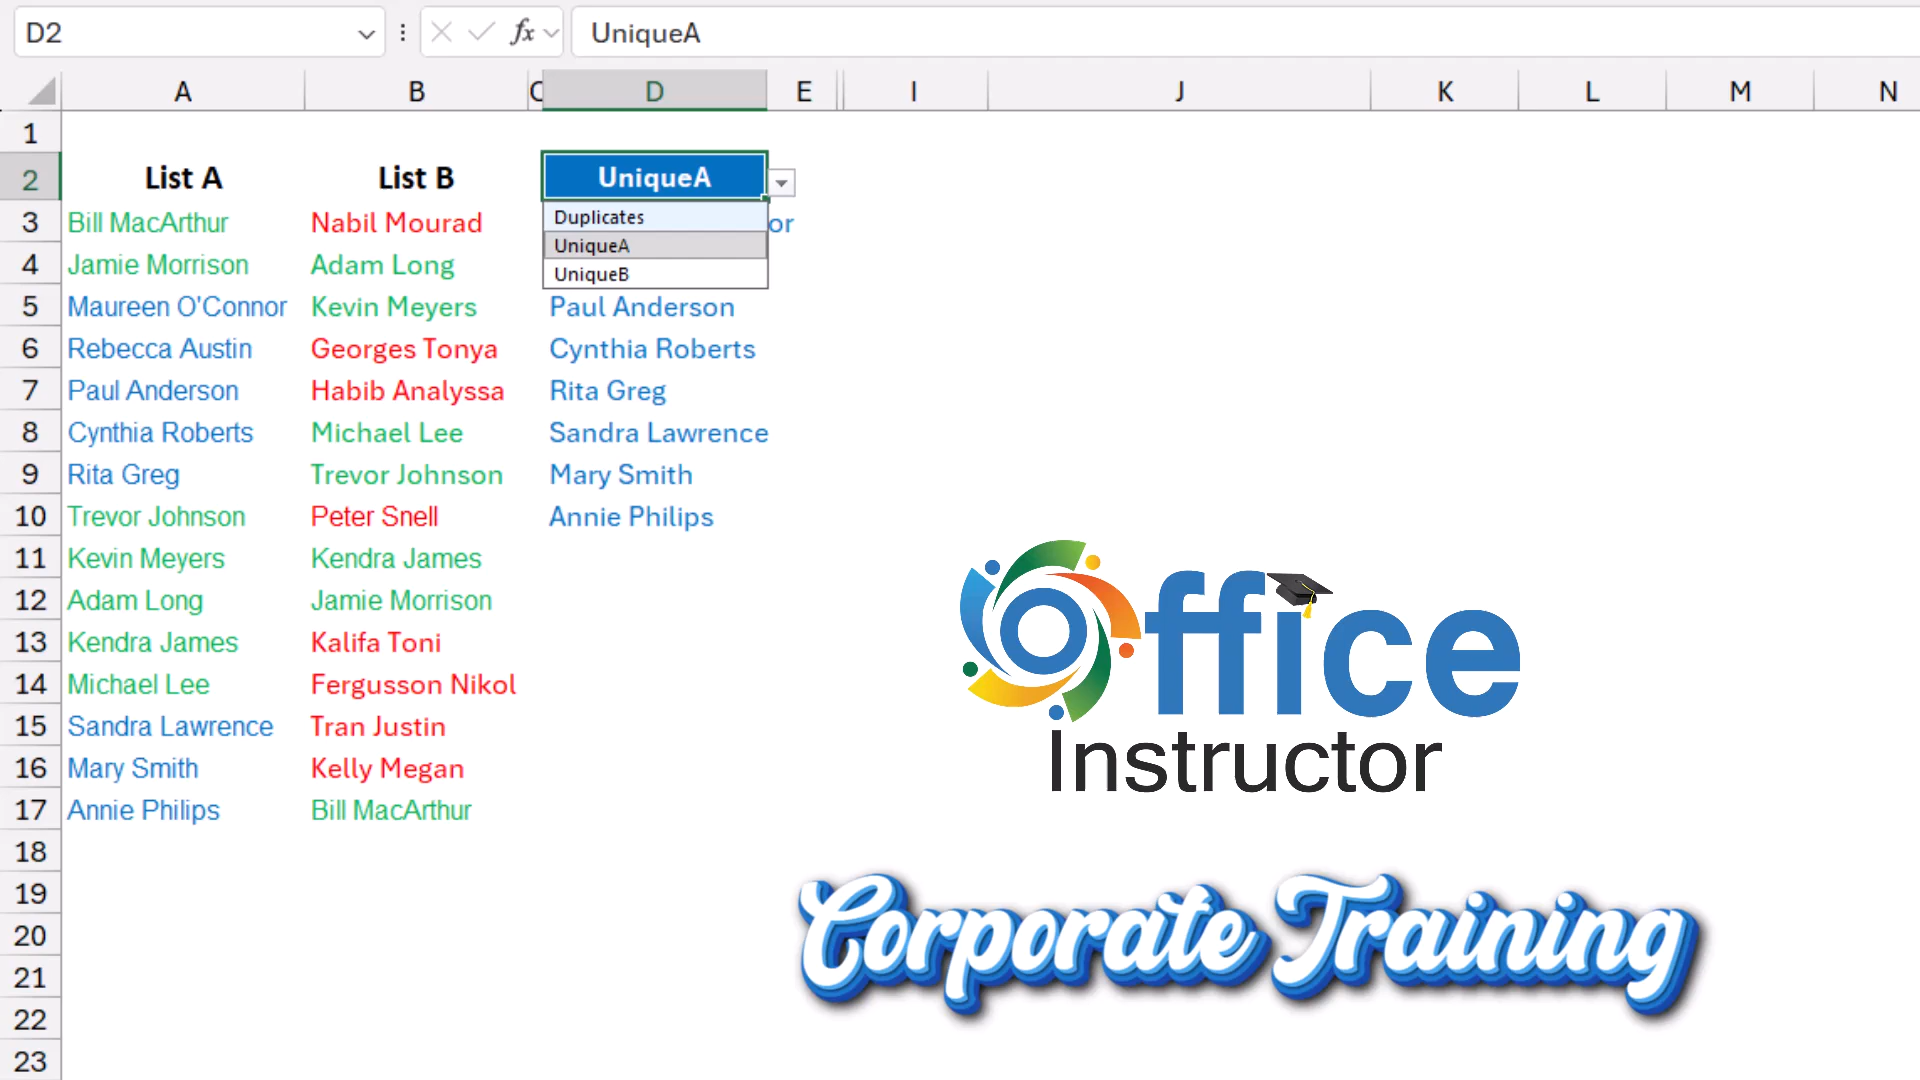 D2 fx UniqueA
A B C D E I J K L M N
1
2 List A List B UniqueA
3 Bill MacArthur Nabil Mourad Duplicates or
UniqueA
4 Jamie Morrison Adam Long UniqueB
5 Maureen O'Connor Kevin Meyers Paul Anderson
6 Rebecca Austin Georges Tonya Cynthia Roberts
7 Paul Anderson Habib Analyssa Rita Greg
8 Cynthia Roberts Michael Lee Sandra Lawrence
9 Rita Greg Trevor Johnson Mary Smith
10 Trevor Johnson Peter Snell Annie Philips
11 Kevin Meyers Kendra James
12 Adam Long Jamie Morrison
13 Kendra James Kalifa Toni
14 Michael Lee Fergusson Nikol
15 Sandra Lawrence Tran Justin
16 Mary Smith Kelly Megan
17 Annie Philips Bill MacArthur
18
19
20
21
22
23
Office
Instructor
Corporate Training